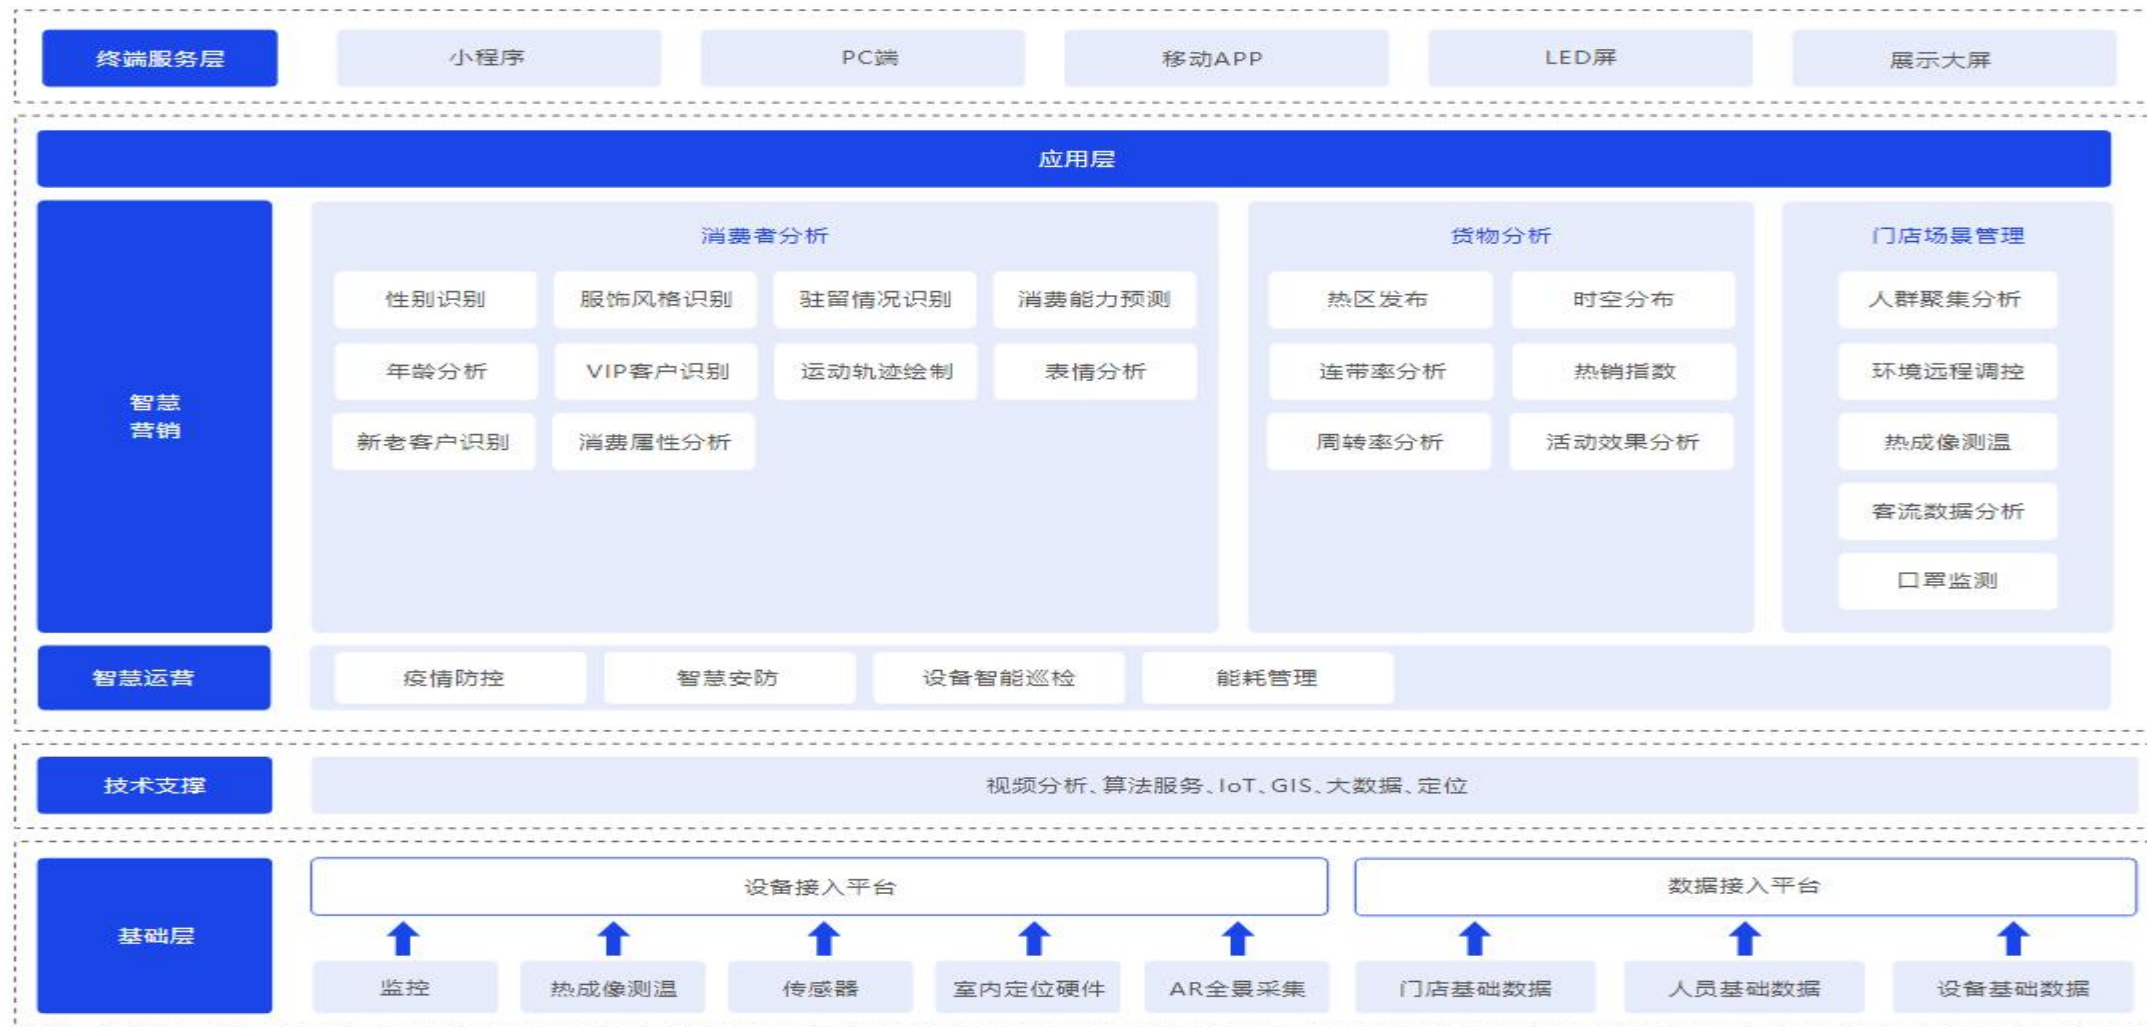 终端服务层 小程序 PC端 移动APP LED屏 展示大屏
应用层
智慧
营销
消费者分析
性别识别 服饰风格识别 驻留情况识别 消费能力预测
年龄分析 VIP客户识别 运动轨迹绘制 表情分析
新老客户识别 消费属性分析
货物分析
热区发布 时空分布
连带率分析 热销指数
周转率分析 活动效果分析
门店场景管理
人群聚集分析
环境远程调控
热成像测温
客流数据分析
口罩监测
智慧运营 疫情防控 智慧安防 设备智能巡检 能耗管理
技术支撑 视频分析、算法服务、IoT、GIS、大数据、定位
基础层
设备接入平台 数据接入平台
监控 热成像测温 传感器 室内定位硬件 AR全景采集 门店基础数据 人员基础数据 设备基础数据